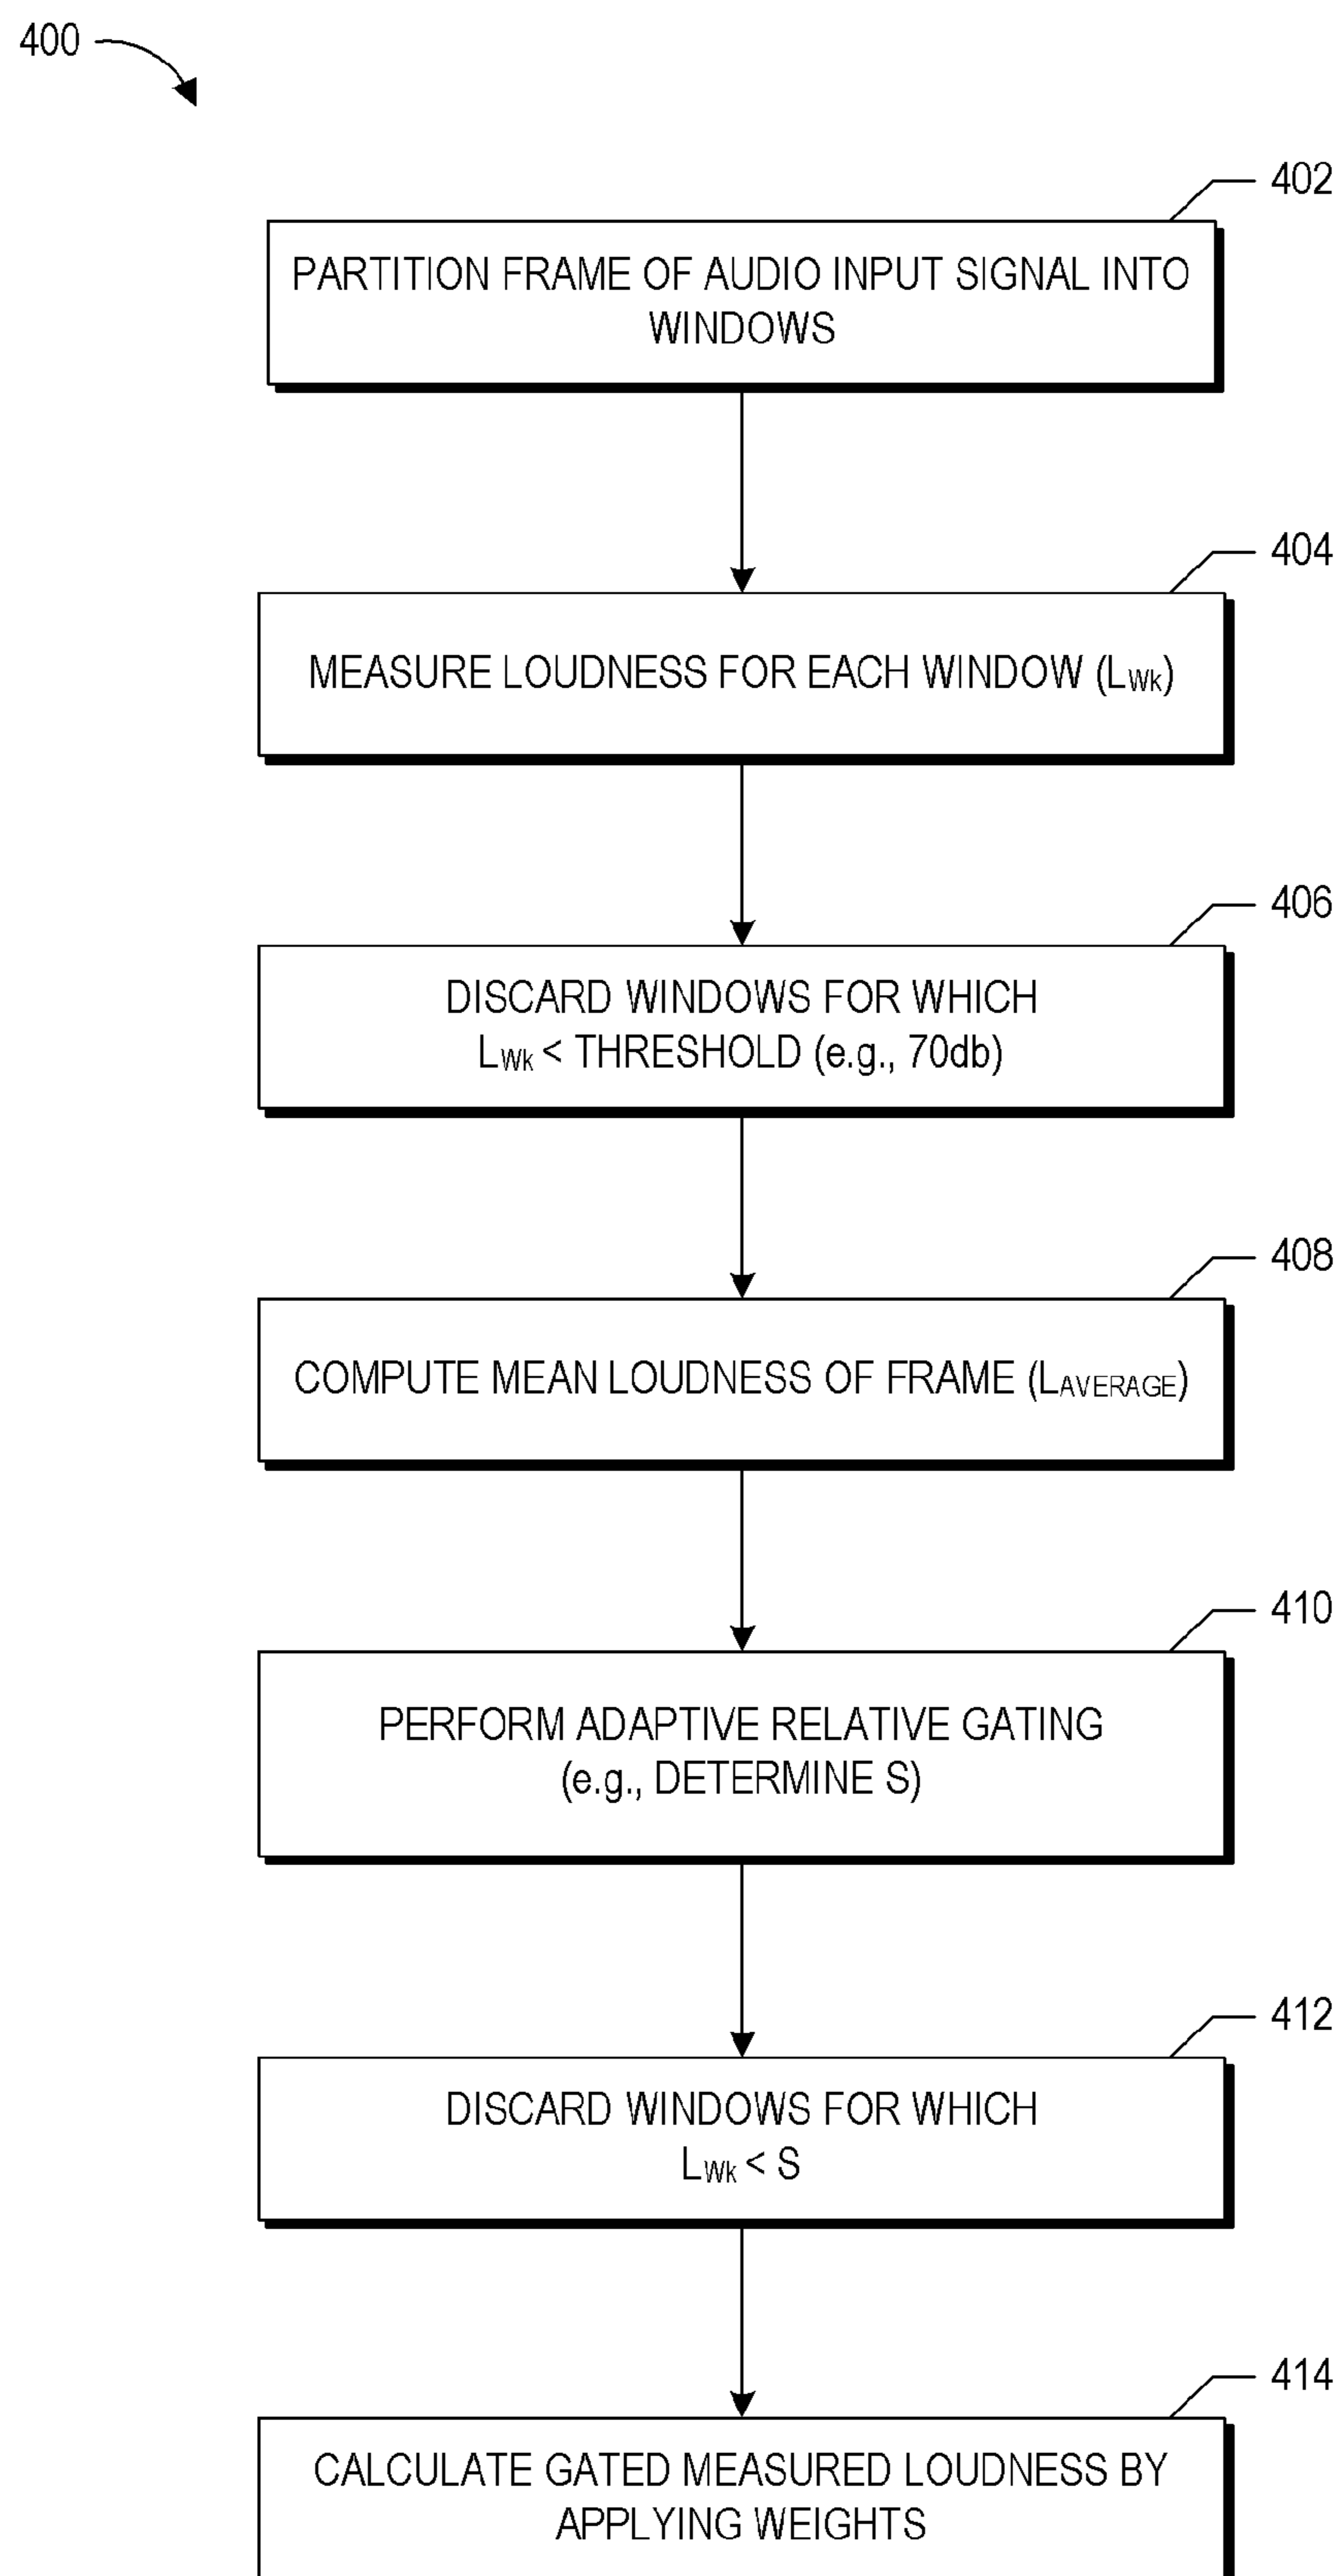 400
402
PARTITION FRAME OF AUDIO INPUT SIGNAL INTO
WINDOWS
404
MEASURE LOUDNESS FOR EACH WINDOW (LWk)
406
DISCARD WINDOWS FOR WHICH
LWk < THRESHOLD (e.g., 70db)
408
COMPUTE MEAN LOUDNESS OF FRAME (LAVERAGE)
410
PERFORM ADAPTIVE RELATIVE GATING
(e.g., DETERMINE S)
412
DISCARD WINDOWS FOR WHICH
LWk < S
414
CALCULATE GATED MEASURED LOUDNESS BY
APPLYING WEIGHTS